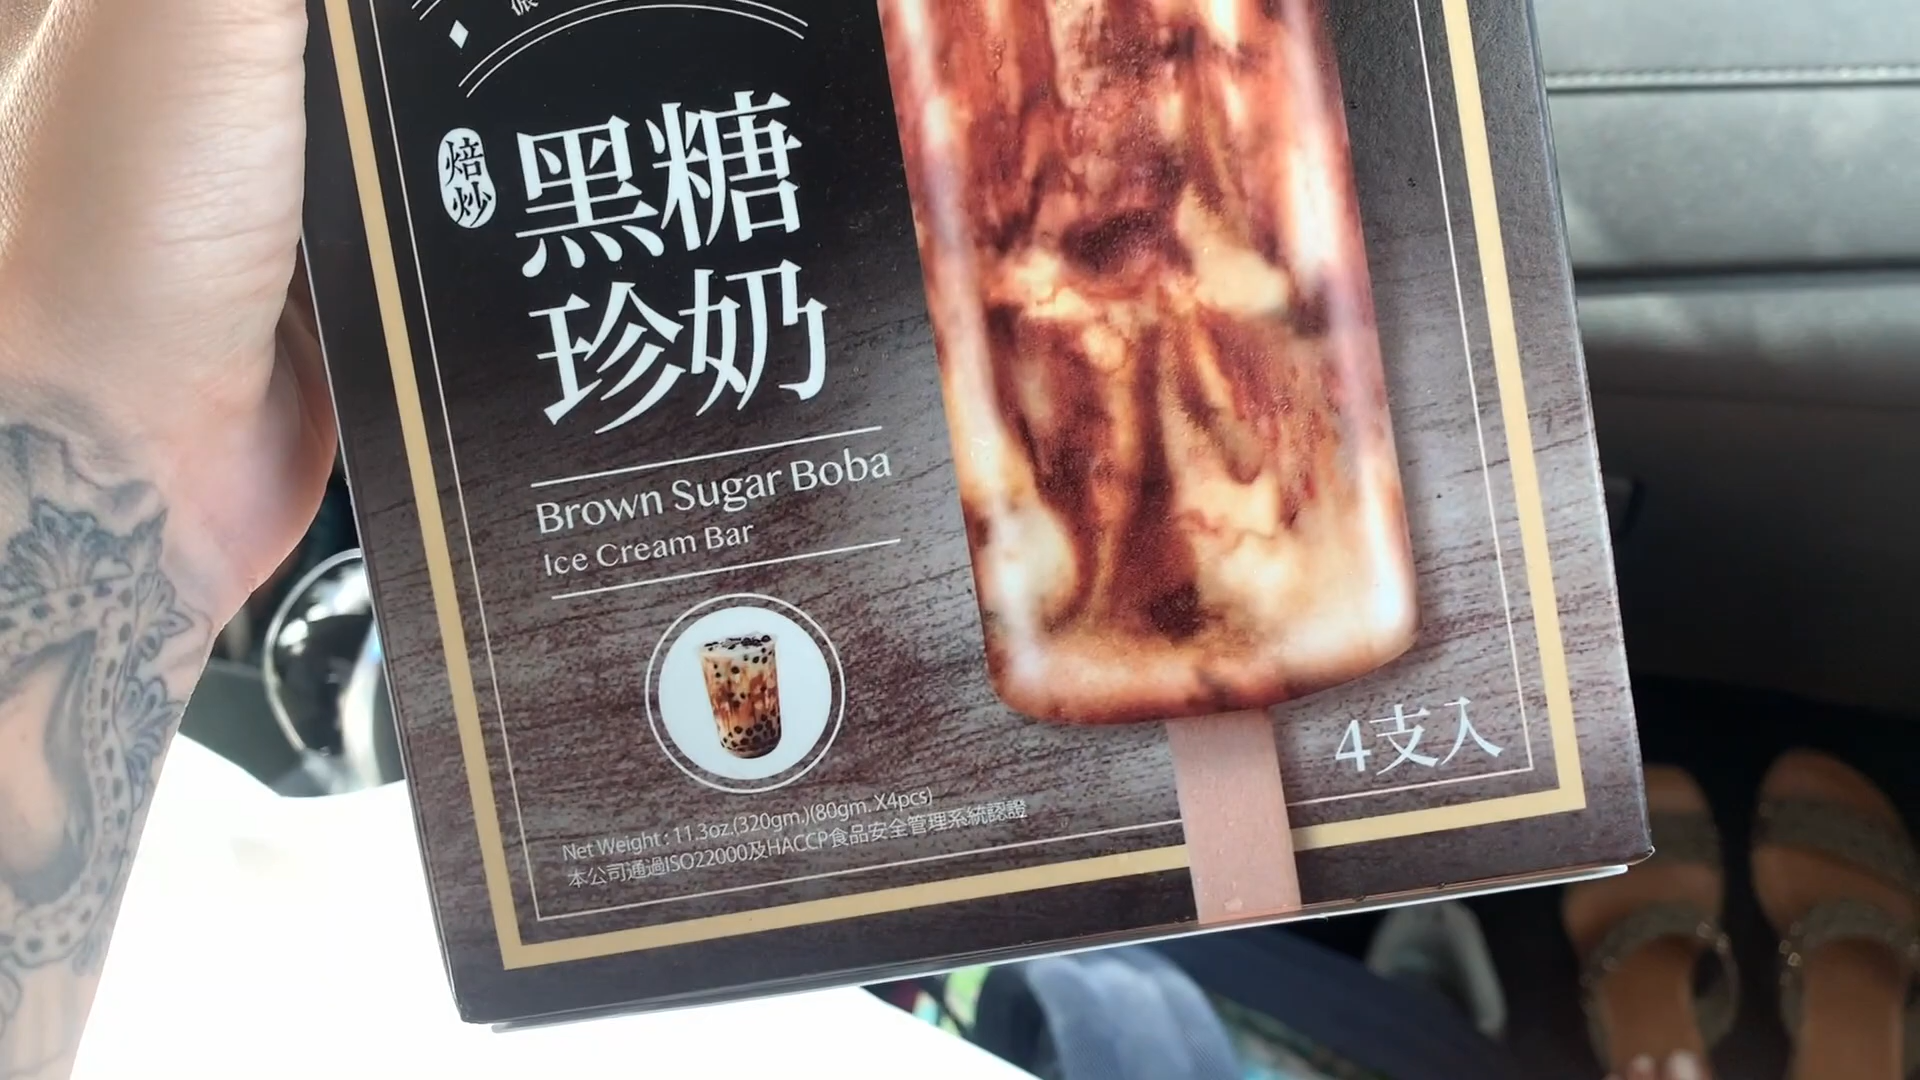 焙炒
黑糖
珍奶
Brown Sugar Boba
Ice Cream Bar
4支入
Net Weight : 11.3oz.(320gm.)(80gm. X4pcs)
本公司通過ISO22000及HACCP食品安全管理系統認證